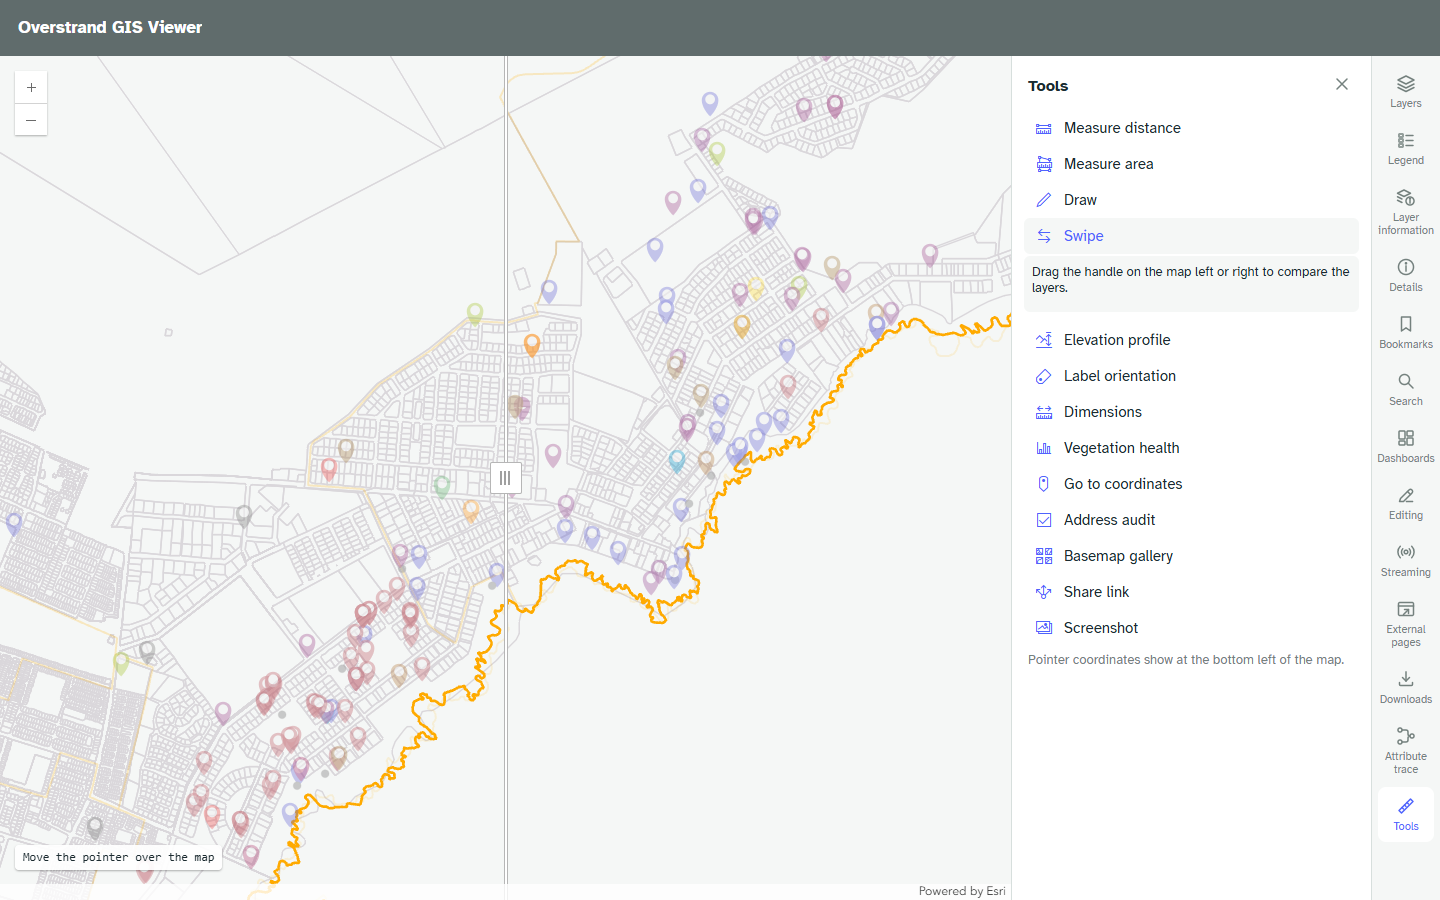 Overstrand GIS Viewer
Tools
Measure distance
Measure area
Draw
Swipe
Drag the handle on the map left or right to compare the
layers.
Elevation profile
Label orientation
Dimensions
Vegetation health
Go to coordinates
Address audit
Basemap gallery
Share link
Screenshot
Pointer coordinates show at the bottom left of the map.
Layers
Legend
Layer
information
Details
Bookmarks
Search
Dashboards
Editing
Streaming
External
pages
Downloads
Attribute
trace
Tools
Move the pointer over the map
Powered by Esri